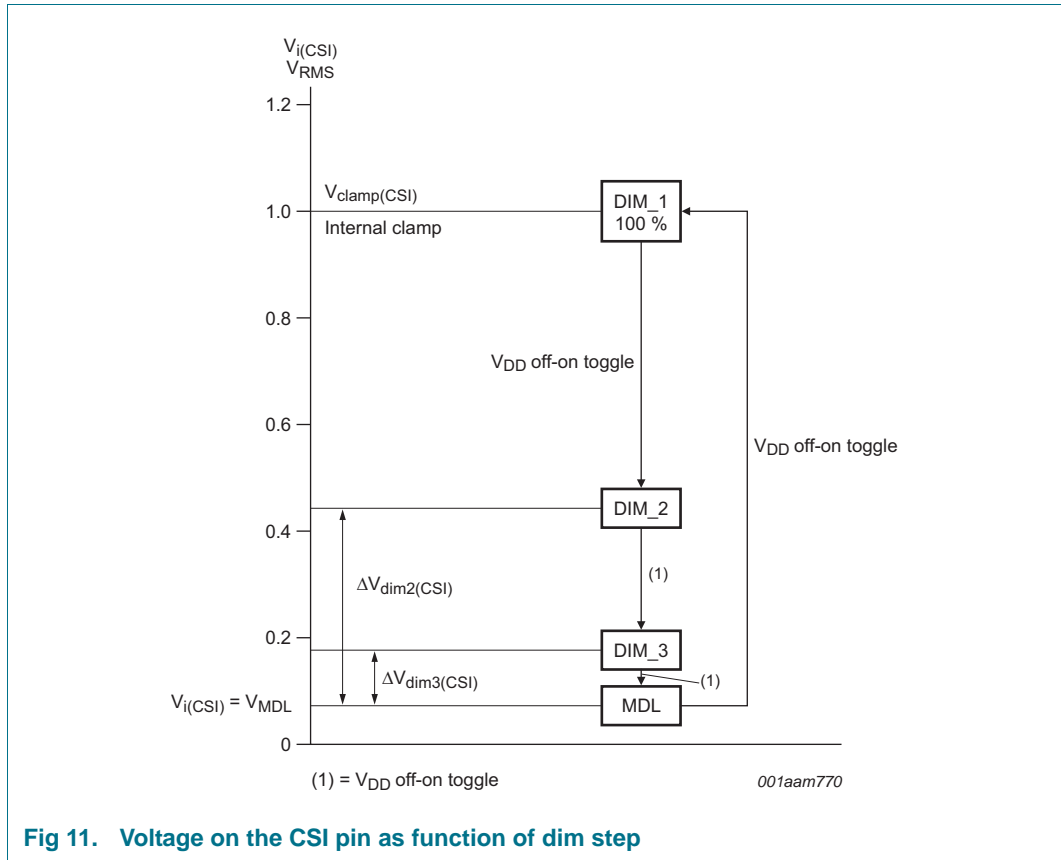 Vi(CSI)
VRMS
1.2
Vclamp(CSI)
DIM_1
100 %
1.0
Internal clamp
0.8
VDD off-on toggle
0.6
VDD off-on toggle
DIM_2
0.4
(1)
ΔVdim2(CSI)
0.2
DIM_3
ΔVdim3(CSI)
(1)
Vi(CSI) = VMDL
MDL
0
(1) = VDD off-on toggle
001aam770
Fig 11. Voltage on the CSI pin as function of dim step